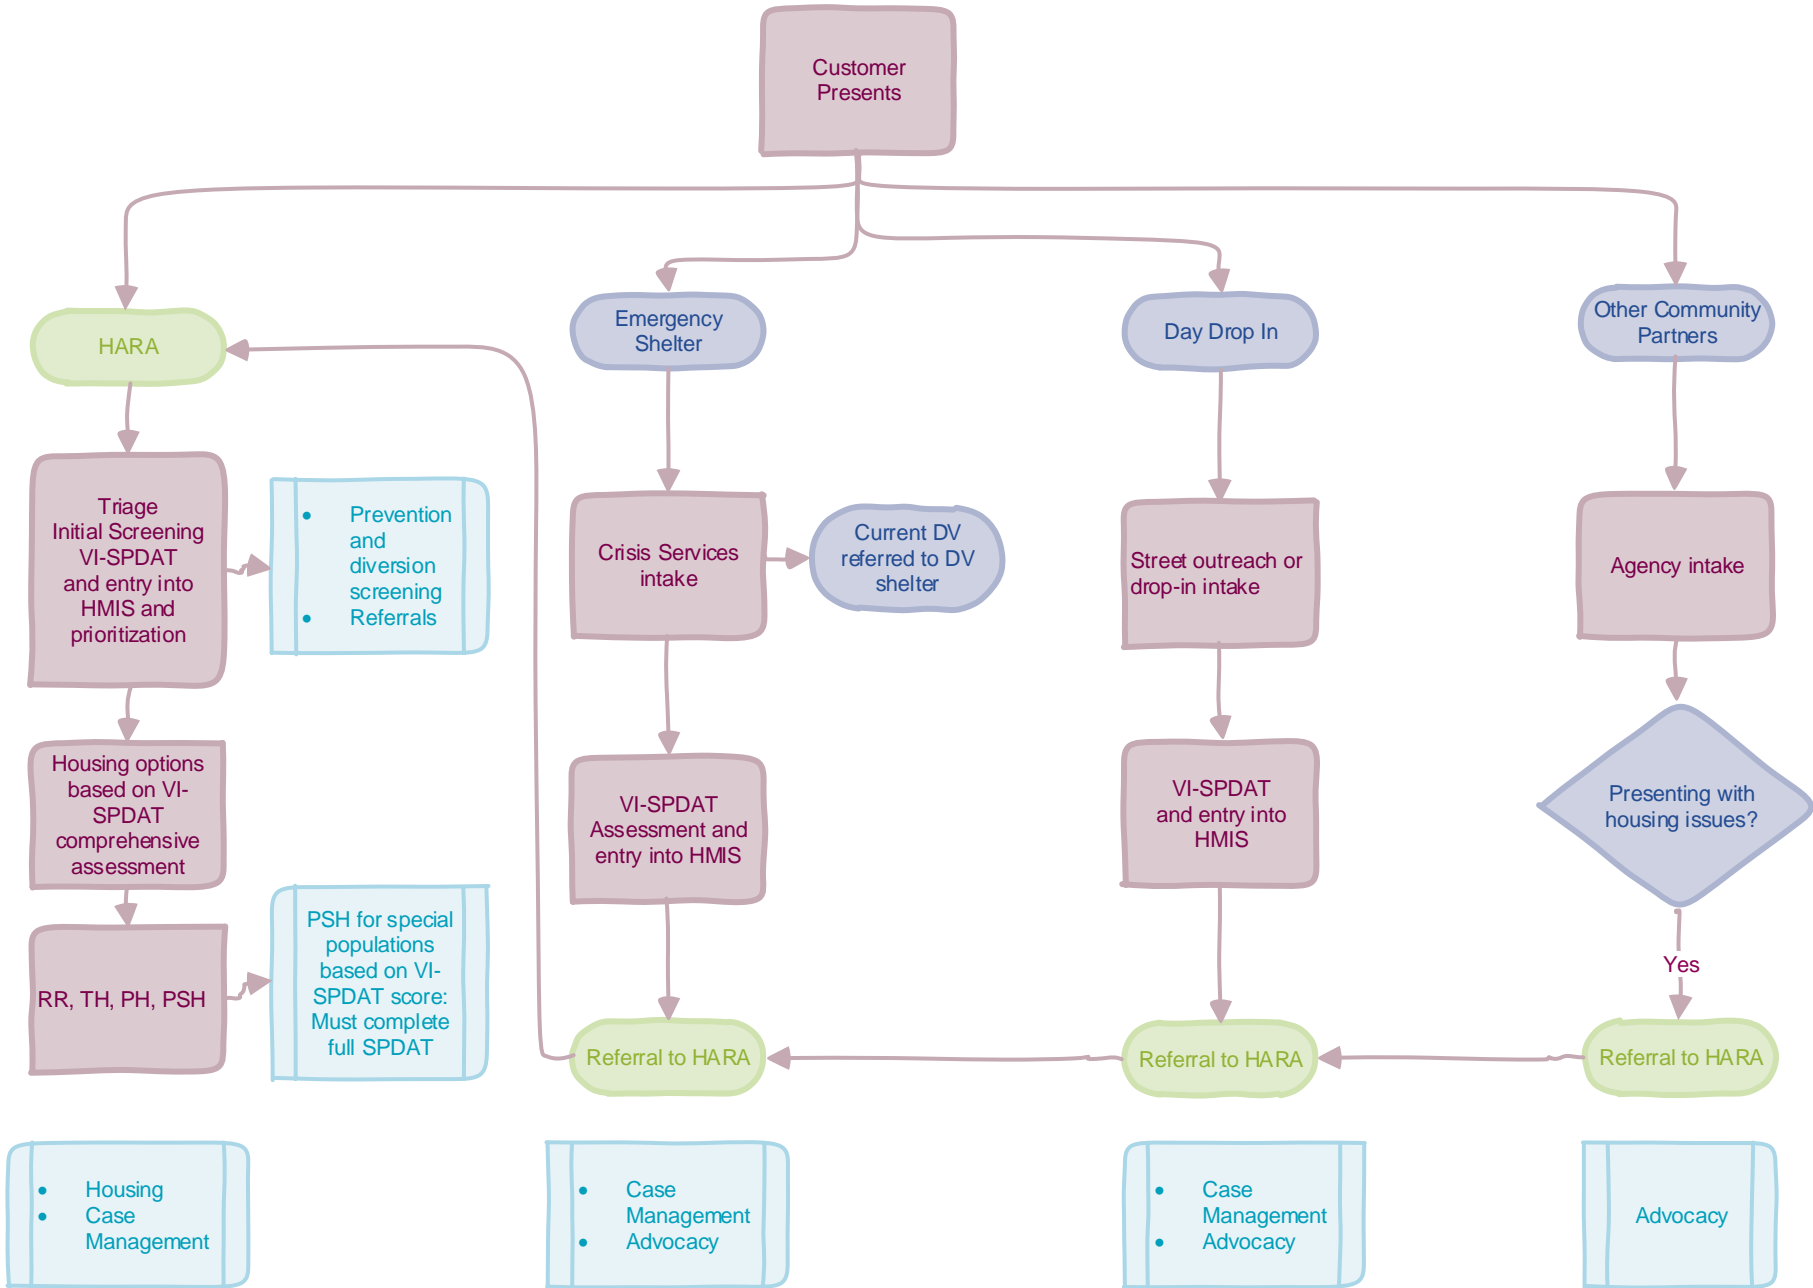 Customer
Presents
HARA
Emergency
Shelter
Day Drop In
Other Community
Partners
Triage
Initial Screening
VI-SPDAT
and entry into
HMIS and
prioritization
• Prevention
and
diversion
screening
• Referrals
Crisis Services
intake
Current DV
referred to DV
shelter
Street outreach or
drop-in intake
Agency intake
Housing options
based on VI-
SPDAT
comprehensive
assessment
VI-SPDAT
Assessment and
entry into HMIS
VI-SPDAT
and entry into
HMIS
Presenting with
housing issues?
RR, TH, PH, PSH
PSH for special
populations
based on VI-
SPDAT score:
Must complete
full SPDAT
Yes
Referral to HARA
Referral to HARA
Referral to HARA
• Housing
• Case
Management
• Case
Management
• Advocacy
• Case
Management
• Advocacy
Advocacy